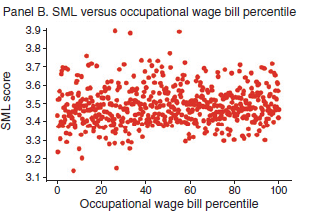 Panel B. SML versus occupational wage bill percentile
3.9
3.8
3.7
3.6
3.5
3.4
3.3
3.2
3.1
SML score
0 20 40 60 80 100
Occupational wage bill percentile